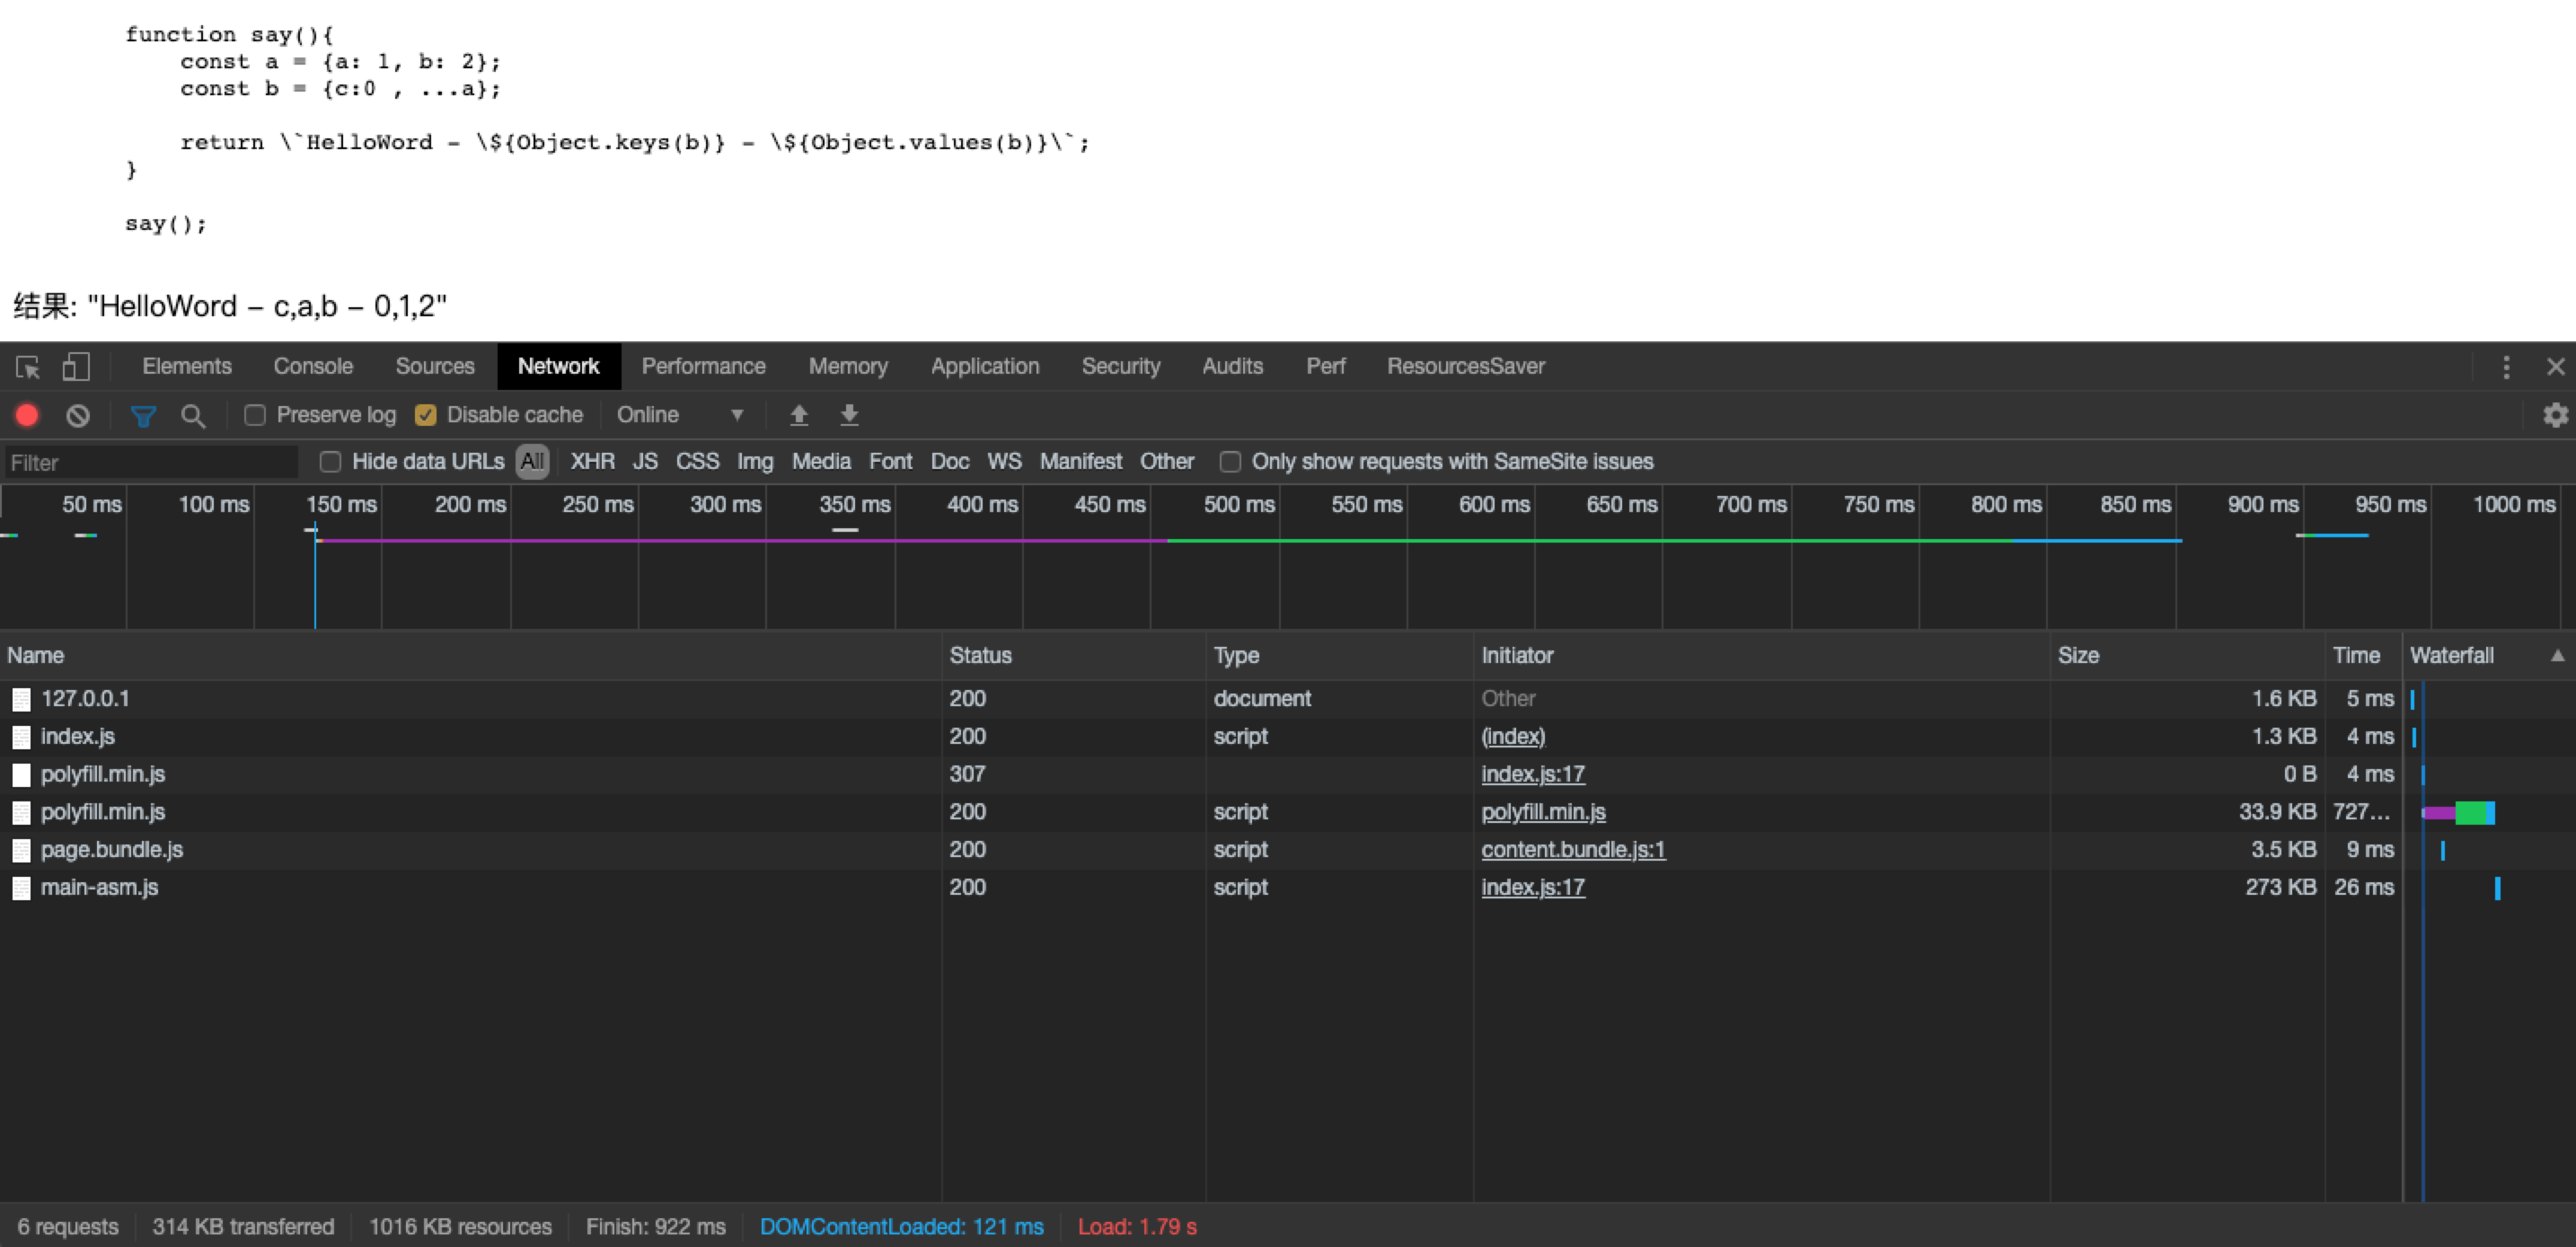 function say(){
const a = {a: 1, b: 2};
const b = {c:0 , ...a};
return \`HelloWord - \${Object.keys(b)} - \${Object.values(b)}\`;
}
say();
结果: "HelloWord – c,a,b – 0,1,2"
Elements Console Sources Network Performance Memory Application Security Audits Perf ResourcesSaver
Preserve log Disable cache Online
Filter Hide data URLs All XHR JS CSS Img Media Font Doc WS Manifest Other Only show requests with SameSite issues
50 ms 100 ms 150 ms 200 ms 250 ms 300 ms 350 ms 400 ms 450 ms 500 ms 550 ms 600 ms 650 ms 700 ms 750 ms 800 ms 850 ms 900 ms 950 ms 1000 ms
Name Status Type Initiator Size Time Waterfall
127.0.0.1 200 document Other 1.6 KB 5 ms
index.js 200 script (index) 1.3 KB 4 ms
polyfill.min.js 307 index.js:17 0 B 4 ms
polyfill.min.js 200 script polyfill.min.js 33.9 KB 727...
page.bundle.js 200 script content.bundle.js:1 3.5 KB 9 ms
main-asm.js 200 script index.js:17 273 KB 26 ms
6 requests 314 KB transferred 1016 KB resources Finish: 922 ms DOMContentLoaded: 121 ms Load: 1.79 s